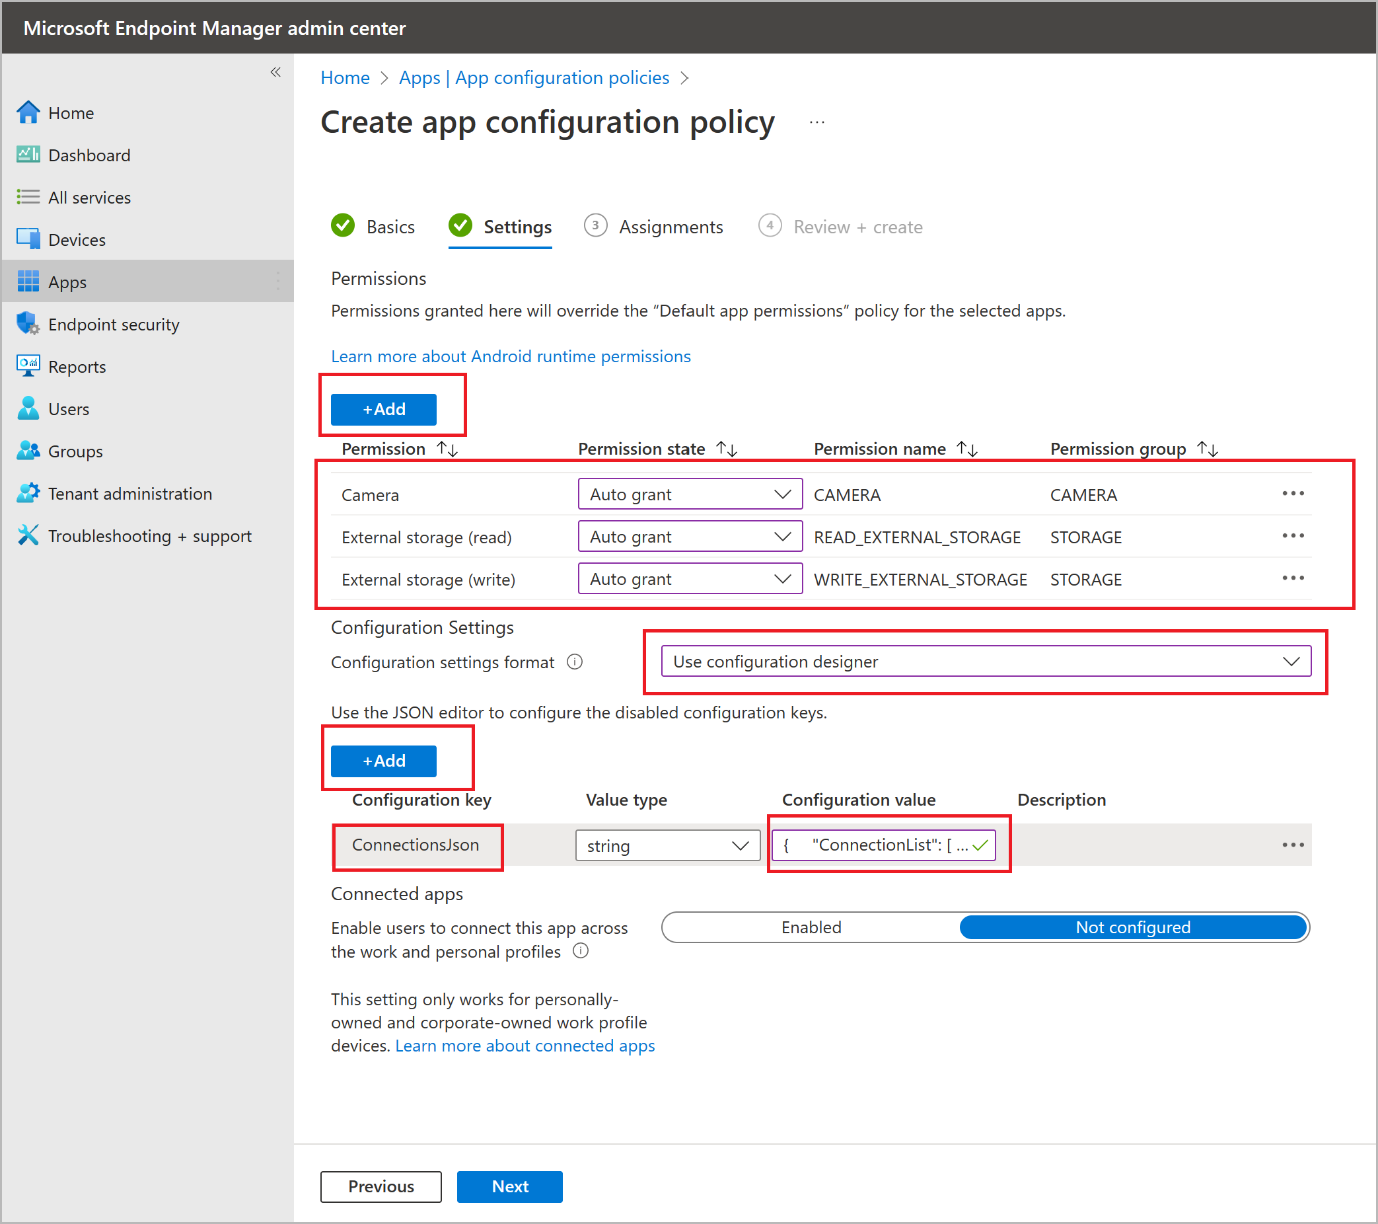 Microsoft Endpoint Manager admin center
«
Home
Dashboard
All services
Devices
Apps
Endpoint security
Reports
Users
Groups
Tenant administration
Troubleshooting + support
Home > Apps | App configuration policies >
Create app configuration policy ...
Basics
Settings
3 Assignments
4 Review + create
Permissions
Permissions granted here will override the “Default app permissions” policy for the selected apps.
Learn more about Android runtime permissions
+Add
Permission ↑↓ Permission state ↑↓ Permission name ↑↓ Permission group ↑↓
Camera Auto grant CAMERA CAMERA •••
External storage (read) Auto grant READ_EXTERNAL_STORAGE STORAGE •••
External storage (write) Auto grant WRITE_EXTERNAL_STORAGE STORAGE •••
Configuration Settings
Configuration settings format Use configuration designer
Use the JSON editor to configure the disabled configuration keys.
+Add
Configuration key Value type Configuration value Description
ConnectionsJson string { "ConnectionList": [ ... •••
Connected apps
Enable users to connect this app across
the work and personal profiles
Enabled Not configured
This setting only works for personally-
owned and corporate-owned work profile
devices. Learn more about connected apps
Previous Next